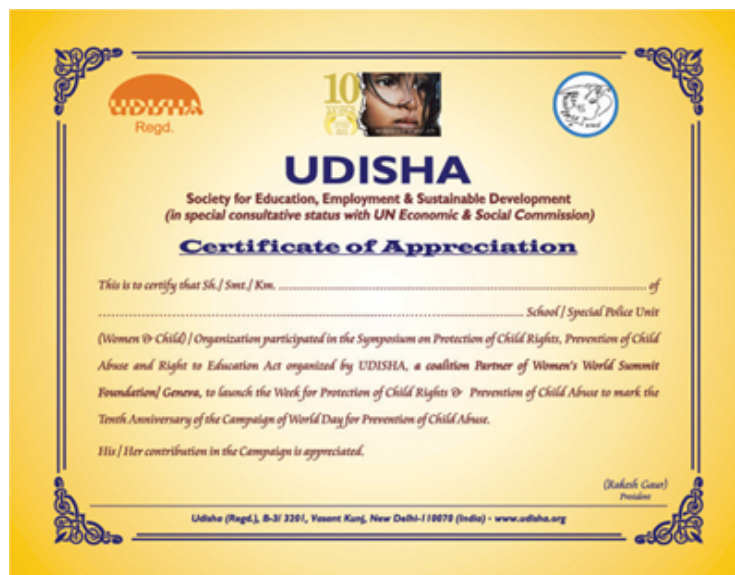 UDISHA
Regd.
10
UDISHA
Society for Education, Employment & Sustainable Development
(in special consultative status with UN Economic & Social Commission)
Certificate of Appreciation
This is to certify that Sh./ Smt./ Km. ........................................................ of
........................................................ School / Special Police Unit
(Women & Child) / Organization participated in the Symposium on Protection of Child Rights, Prevention of Child
Abuse and Right to Education Act organized by UDISHA, a coalition Partner of Women's World Summit
Foundation/ Geneva, to launch the Week for Protection of Child Rights & Prevention of Child Abuse to mark the
Tenth Anniversary of the Campaign of World Day for Prevention of Child Abuse.
His / Her contribution in the Campaign is appreciated.
(Rakesh Gaur)
President
Udisha (Regd.), B-3/ 3201, Vasant Kunj, New Delhi-110070 (India) - www.udisha.org